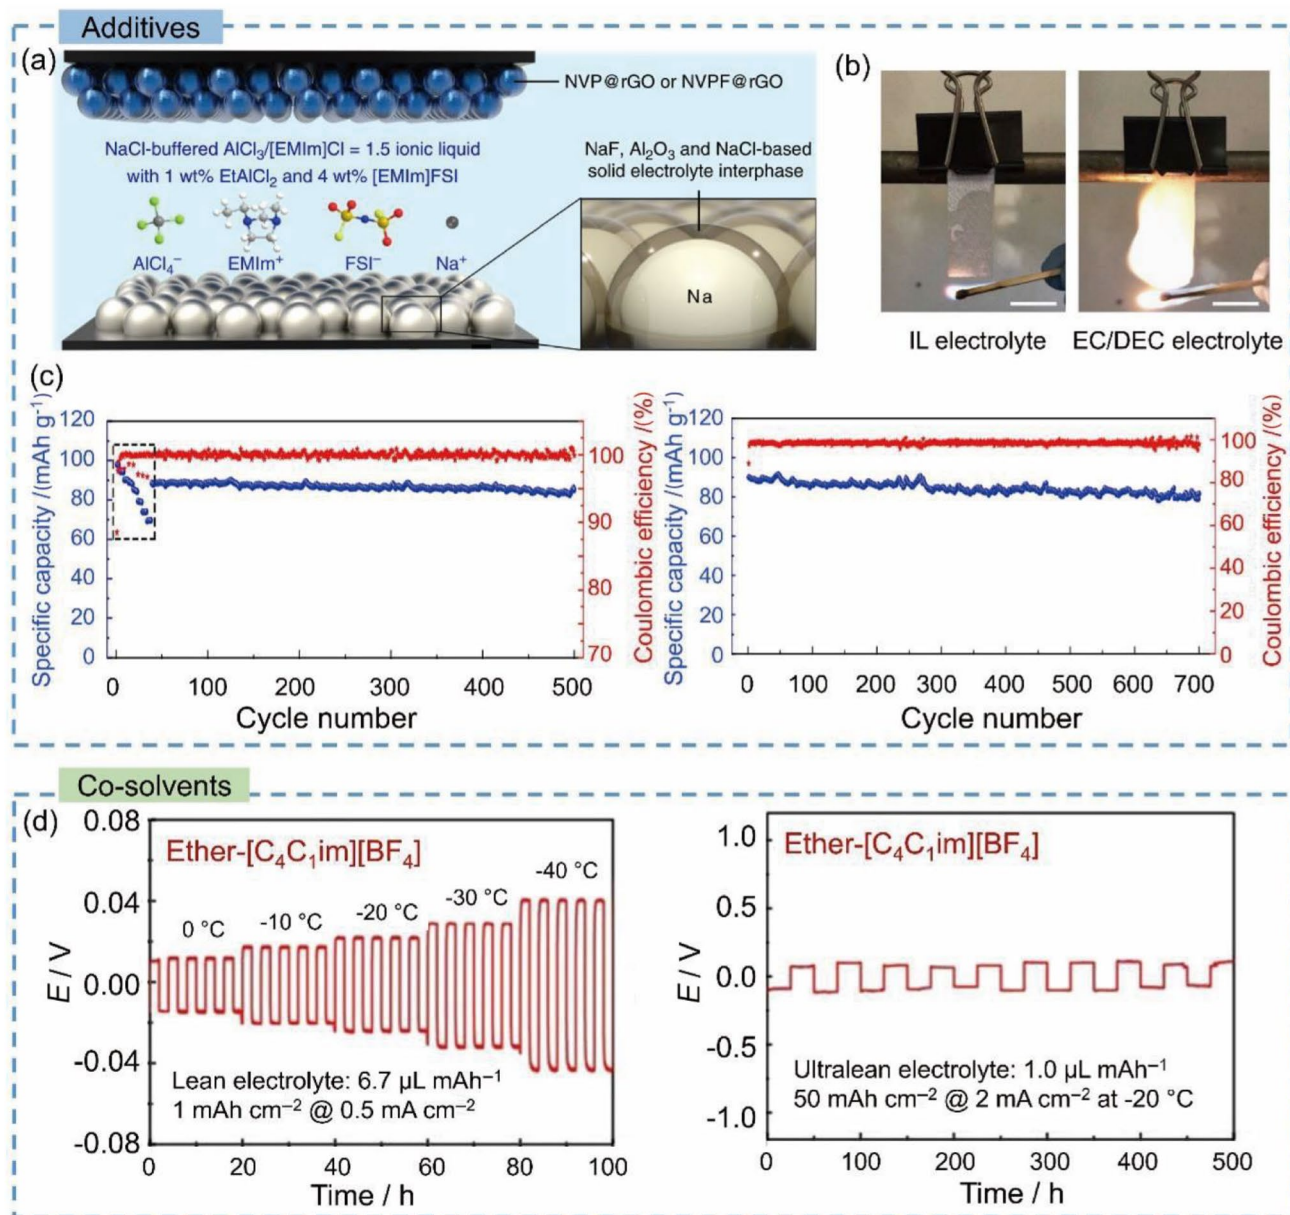 Additives
(a)
NVP@rGO or NVPF@rGO
NaCl-buffered AlCl₃/[EMIm]Cl = 1.5 ionic liquid
with 1 wt% EtAlCl₂ and 4 wt% [EMIm]FSI
AlCl₄⁻ EMIm⁺ FSI⁻ Na⁺
NaF, Al₂O₃ and NaCl-based
solid electrolyte interphase
Na
(b)
IL electrolyte
EC/DEC electrolyte
(c)
Specific capacity /(mAh g⁻¹)
120
100
80
60
40
20
0
0 100 200 300 400 500
Cycle number
100
90
80
70
Coulombic efficiency /(%)
Specific capacity /(mAh g⁻¹)
120
100
80
60
40
20
0
0 100 200 300 400 500 600 700
Cycle number
100
80
60
40
20
0
Coulombic efficiency /(%)
Co-solvents
(d)
E / V
0.08
0.04
0.00
-0.04
-0.08
Ether-[C₄C₁im][BF₄]
0 °C
-10 °C
-20 °C
-30 °C
-40 °C
Lean electrolyte: 6.7 µL mAh⁻¹
1 mAh cm⁻² @ 0.5 mA cm⁻²
0 20 40 60 80 100
Time / h
E / V
1.0
0.5
0.0
-0.5
-1.0
Ether-[C₄C₁im][BF₄]
Ultralean electrolyte: 1.0 µL mAh⁻¹
50 mAh cm⁻² @ 2 mA cm⁻² at -20 °C
0 100 200 300 400 500
Time / h